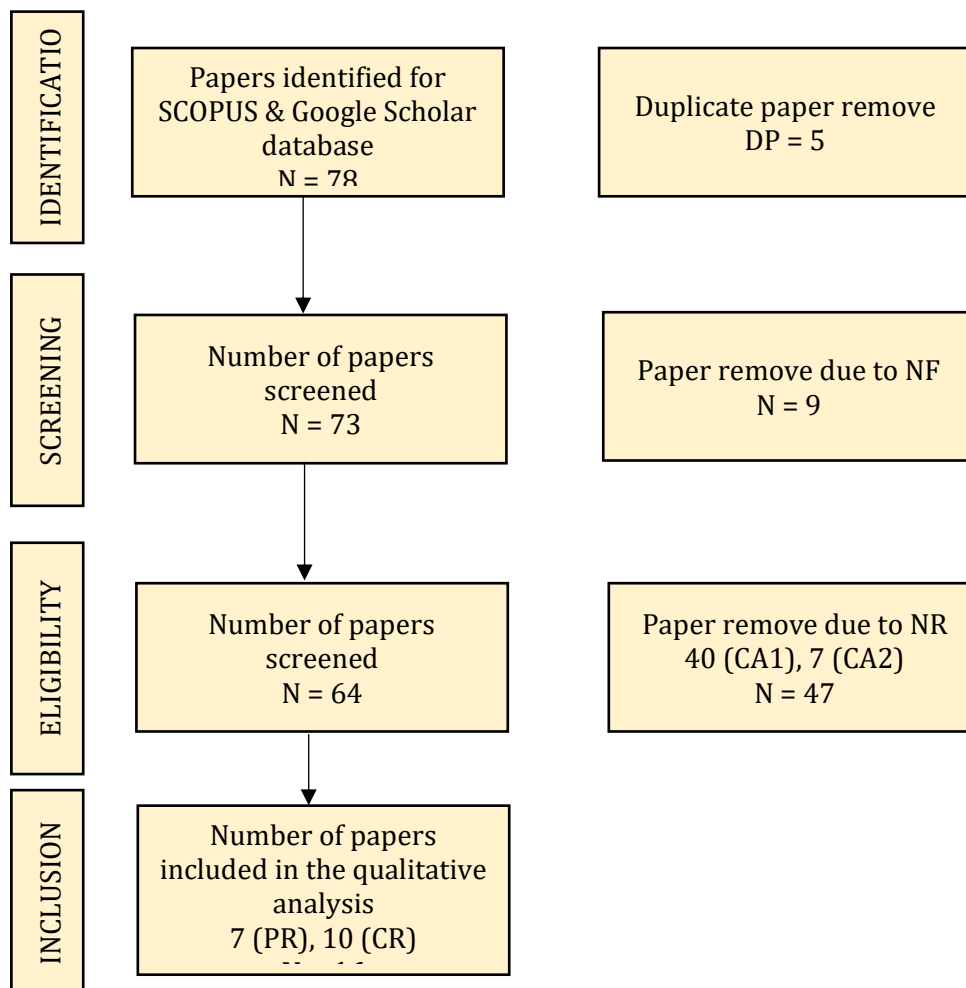 IDENTIFICATIO
Papers identified for
SCOPUS & Google Scholar
database
N = 78
Duplicate paper remove
DP = 5
SCREENING
Number of papers
screened
N = 73
Paper remove due to NF
N = 9
ELIGIBILITY
Number of papers
screened
N = 64
Paper remove due to NR
40 (CA1), 7 (CA2)
N = 47
INCLUSION
Number of papers
included in the qualitative
analysis
7 (PR), 10 (CR)